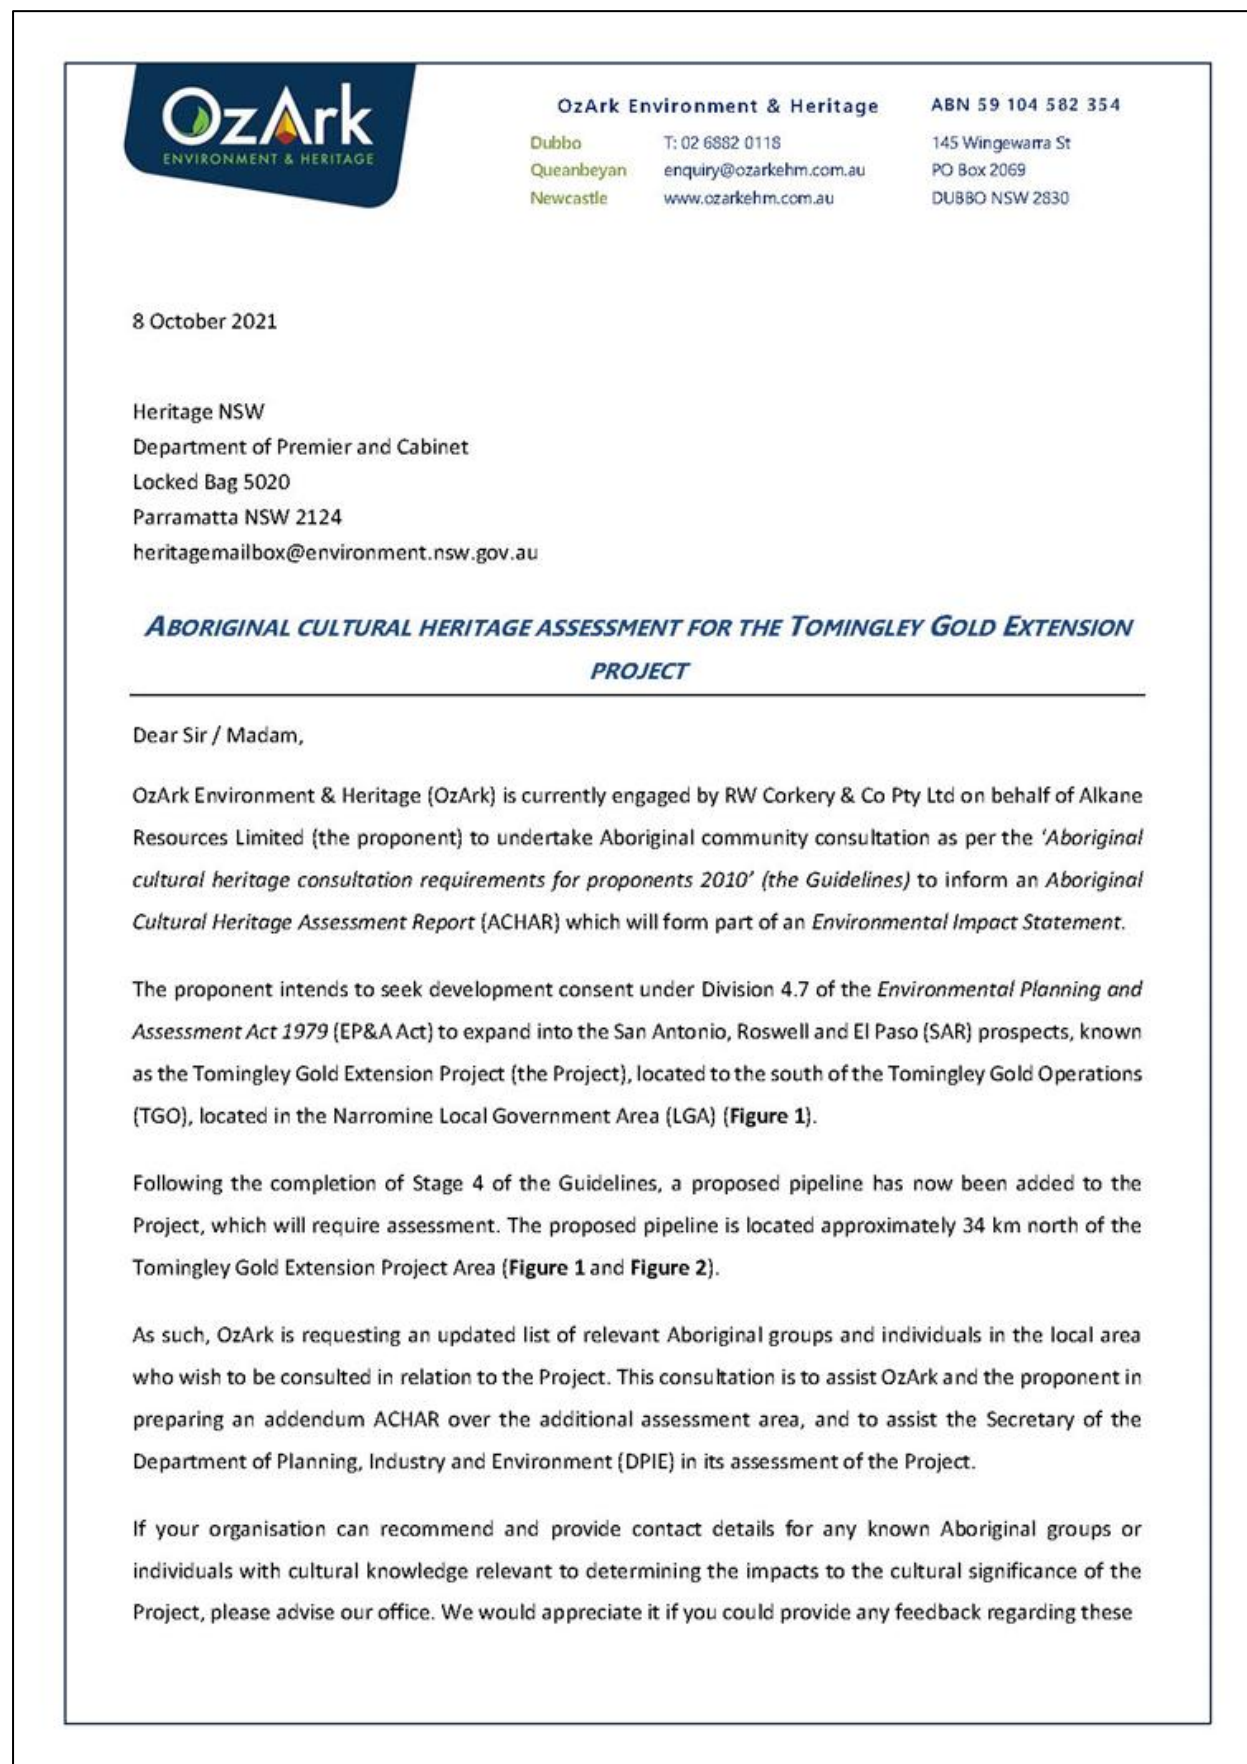 OzArk
ENVIRONMENT & HERITAGE
OzArk Environment & Heritage ABN 59 104 582 354
Dubbo T: 02 6882 0118 145 Wingewarra St
Queanbeyan enquiry@ozarkehm.com.au PO Box 2069
Newcastle www.ozarkehm.com.au DUBBO NSW 2830
8 October 2021
Heritage NSW
Department of Premier and Cabinet
Locked Bag 5020
Parramatta NSW 2124
heritagemailbox@environment.nsw.gov.au
ABORIGINAL CULTURAL HERITAGE ASSESSMENT FOR THE TOMINGLEY GOLD EXTENSION
PROJECT
Dear Sir / Madam,
OzArk Environment & Heritage (OzArk) is currently engaged by RW Corkery & Co Pty Ltd on behalf of Alkane
Resources Limited (the proponent) to undertake Aboriginal community consultation as per the ‘Aboriginal
cultural heritage consultation requirements for proponents 2010’ (the Guidelines) to inform an Aboriginal
Cultural Heritage Assessment Report (ACHAR) which will form part of an Environmental Impact Statement.
The proponent intends to seek development consent under Division 4.7 of the Environmental Planning and
Assessment Act 1979 (EP&A Act) to expand into the San Antonio, Roswell and El Paso (SAR) prospects, known
as the Tomingley Gold Extension Project (the Project), located to the south of the Tomingley Gold Operations
(TGO), located in the Narromine Local Government Area (LGA) (Figure 1).
Following the completion of Stage 4 of the Guidelines, a proposed pipeline has now been added to the
Project, which will require assessment. The proposed pipeline is located approximately 34 km north of the
Tomingley Gold Extension Project Area (Figure 1 and Figure 2).
As such, OzArk is requesting an updated list of relevant Aboriginal groups and individuals in the local area
who wish to be consulted in relation to the Project. This consultation is to assist OzArk and the proponent in
preparing an addendum ACHAR over the additional assessment area, and to assist the Secretary of the
Department of Planning, Industry and Environment (DPIE) in its assessment of the Project.
If your organisation can recommend and provide contact details for any known Aboriginal groups or
individuals with cultural knowledge relevant to determining the impacts to the cultural significance of the
Project, please advise our office. We would appreciate it if you could provide any feedback regarding these